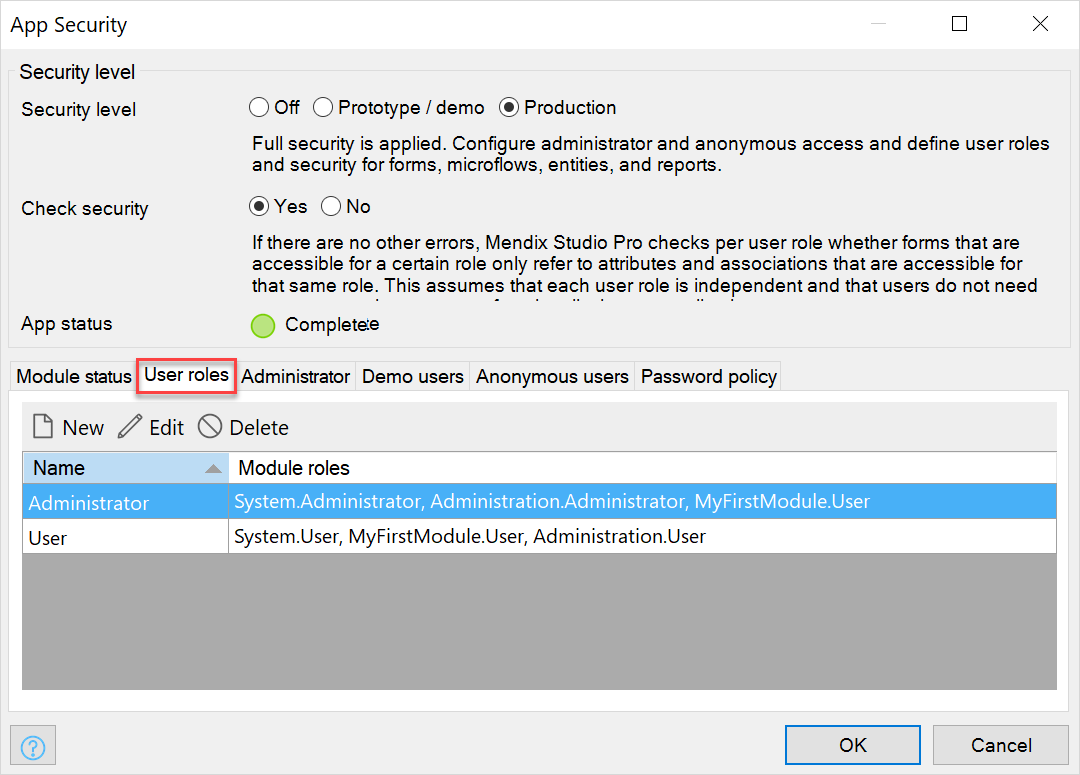 App Security
Security level
Security level
Off
Prototype / demo
Production
Full security is applied. Configure administrator and anonymous access and define user roles
and security for forms, microflows, entities, and reports.
Check security
Yes
No
If there are no other errors, Mendix Studio Pro checks per user role whether forms that are
accessible for a certain role only refer to attributes and associations that are accessible for
that same role. This assumes that each user role is independent and that users do not need
App status
Complete
Module status
User roles
Administrator
Demo users
Anonymous users
Password policy
New
Edit
Delete
Name
Module roles
Administrator
System.Administrator, Administration.Administrator, MyFirstModule.User
User
System.User, MyFirstModule.User, Administration.User
?
OK
Cancel